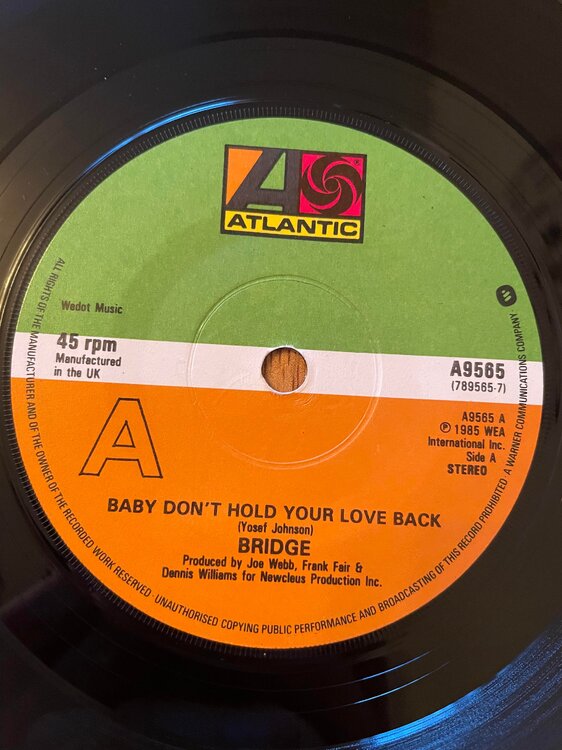 ATLANTIC
Wedot Music
45 rpm
Manufactured
in the UK
A9565
(789565-7)
A9565 A
℗ 1985 WEA
International Inc.
Side A
STEREO
A
BABY DON'T HOLD YOUR LOVE BACK
(Yosef Johnson)
BRIDGE
Produced by Joe Webb, Frank Fair &
Dennis Williams for Newcleus Production Inc.
ALL RIGHTS OF THE MANUFACTURER AND OF THE OWNER OF THE RECORDED WORK RESERVED · UNAUTHORISED COPYING PUBLIC PERFORMANCE AND BROADCASTING OF THIS RECORD PROHIBITED · A WARNER COMMUNICATIONS COMPANY